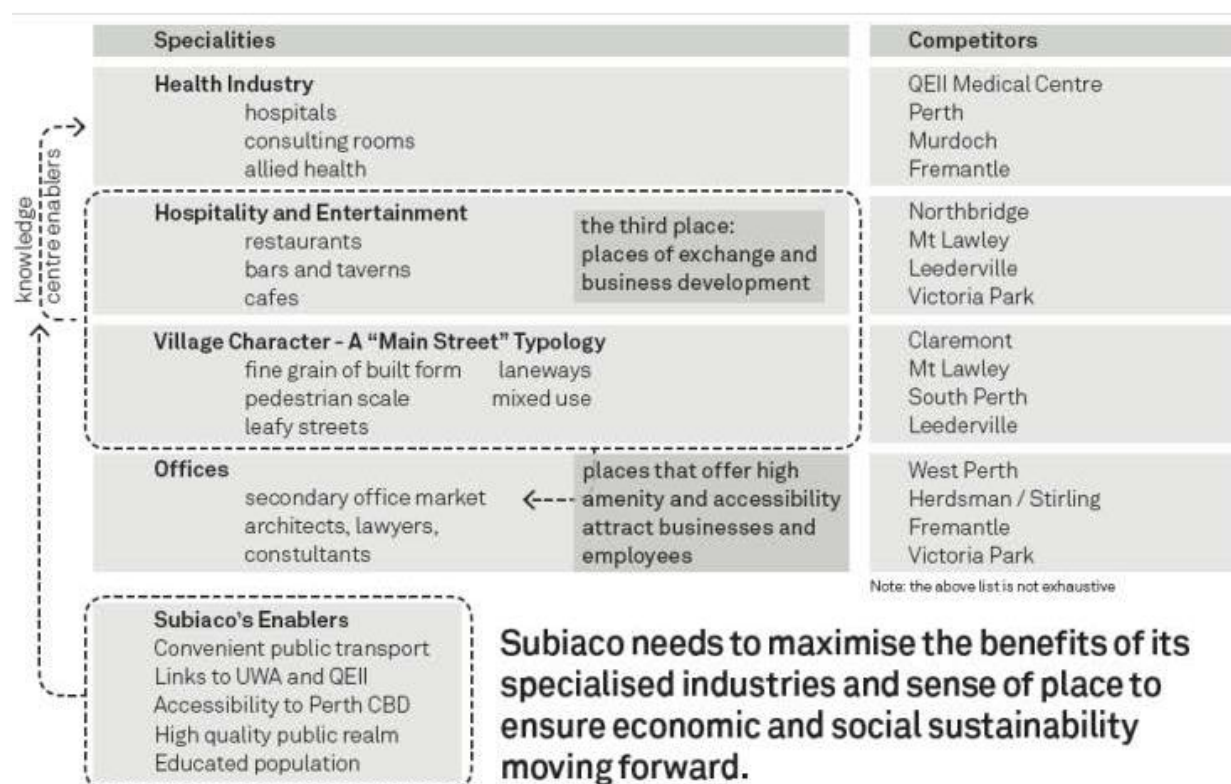 Specialities
Competitors
Health Industry
hospitals
consulting rooms
allied health
QEII Medical Centre
Perth
Murdoch
Fremantle
knowledge
centre enablers
Hospitality and Entertainment
restaurants
bars and taverns
cafes
the third place:
places of exchange and
business development
Northbridge
Mt Lawley
Leederville
Victoria Park
Village Character - A “Main Street” Typology
fine grain of built form laneways
pedestrian scale mixed use
leafy streets
Claremont
Mt Lawley
South Perth
Leederville
Offices
secondary office market
architects, lawyers,
constultants
places that offer high
amenity and accessibility
attract businesses and
employees
West Perth
Herdsman / Stirling
Fremantle
Victoria Park
Note: the above list is not exhaustive
Subiaco's Enablers
Convenient public transport
Links to UWA and QEII
Accessibility to Perth CBD
High quality public realm
Educated population
Subiaco needs to maximise the benefits of its
specialised industries and sense of place to
ensure economic and social sustainability
moving forward.